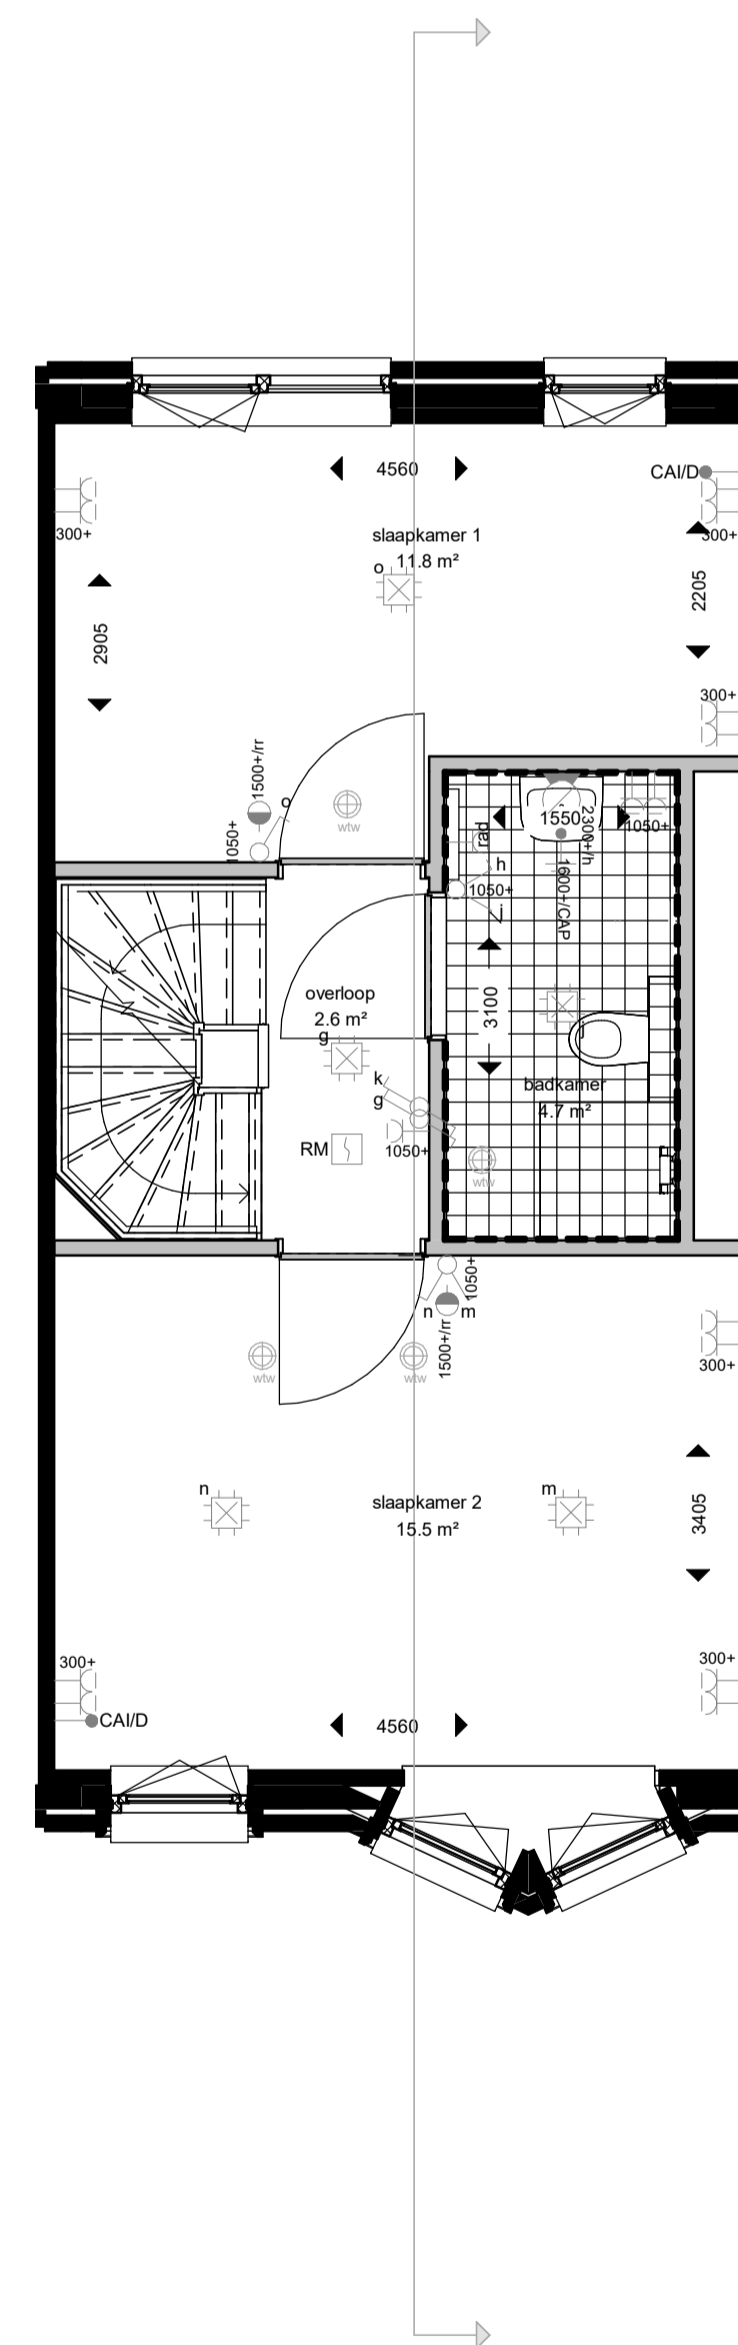 4560
CAI/D
300+
300+
slaapkamer 1
11.8 m²
o
2905
2205
300+
1500+/rr
o
1050+
wtw
1550
2300+/h
1050+
rad
h
1050+
1600+/CAP
i
overloop
2.6 m²
g
3100
k
g
badkamer
4.7 m²
RM
1050+
wtw
1050+
n
m
1500+/rr
wtw
wtw
300+
n
m
slaapkamer 2
15.5 m²
3405
300+
300+
CAI/D
4560